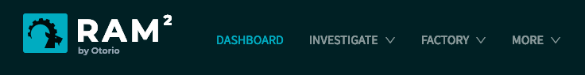 RAM²
by Otorio
DASHBOARD INVESTIGATE FACTORY MORE